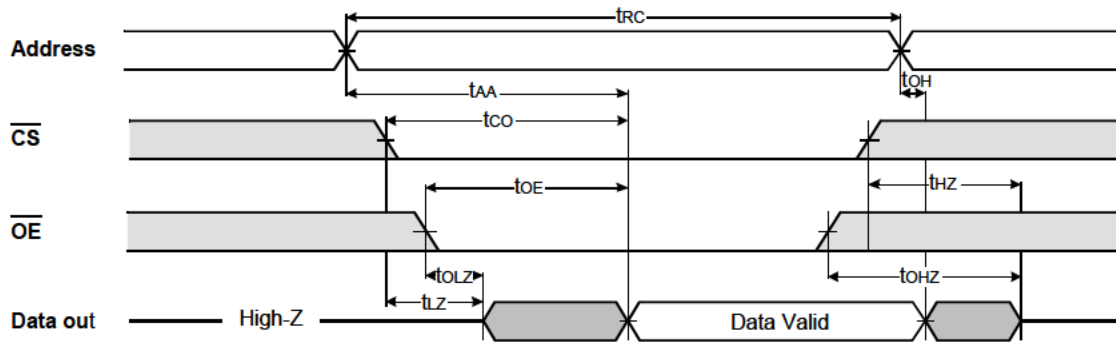 tRC
Address
tOH
tAA
CS
tCO
OE
tOE
tHZ
tOLZ
tOHZ
tLZ
Data out
High-Z
Data Valid